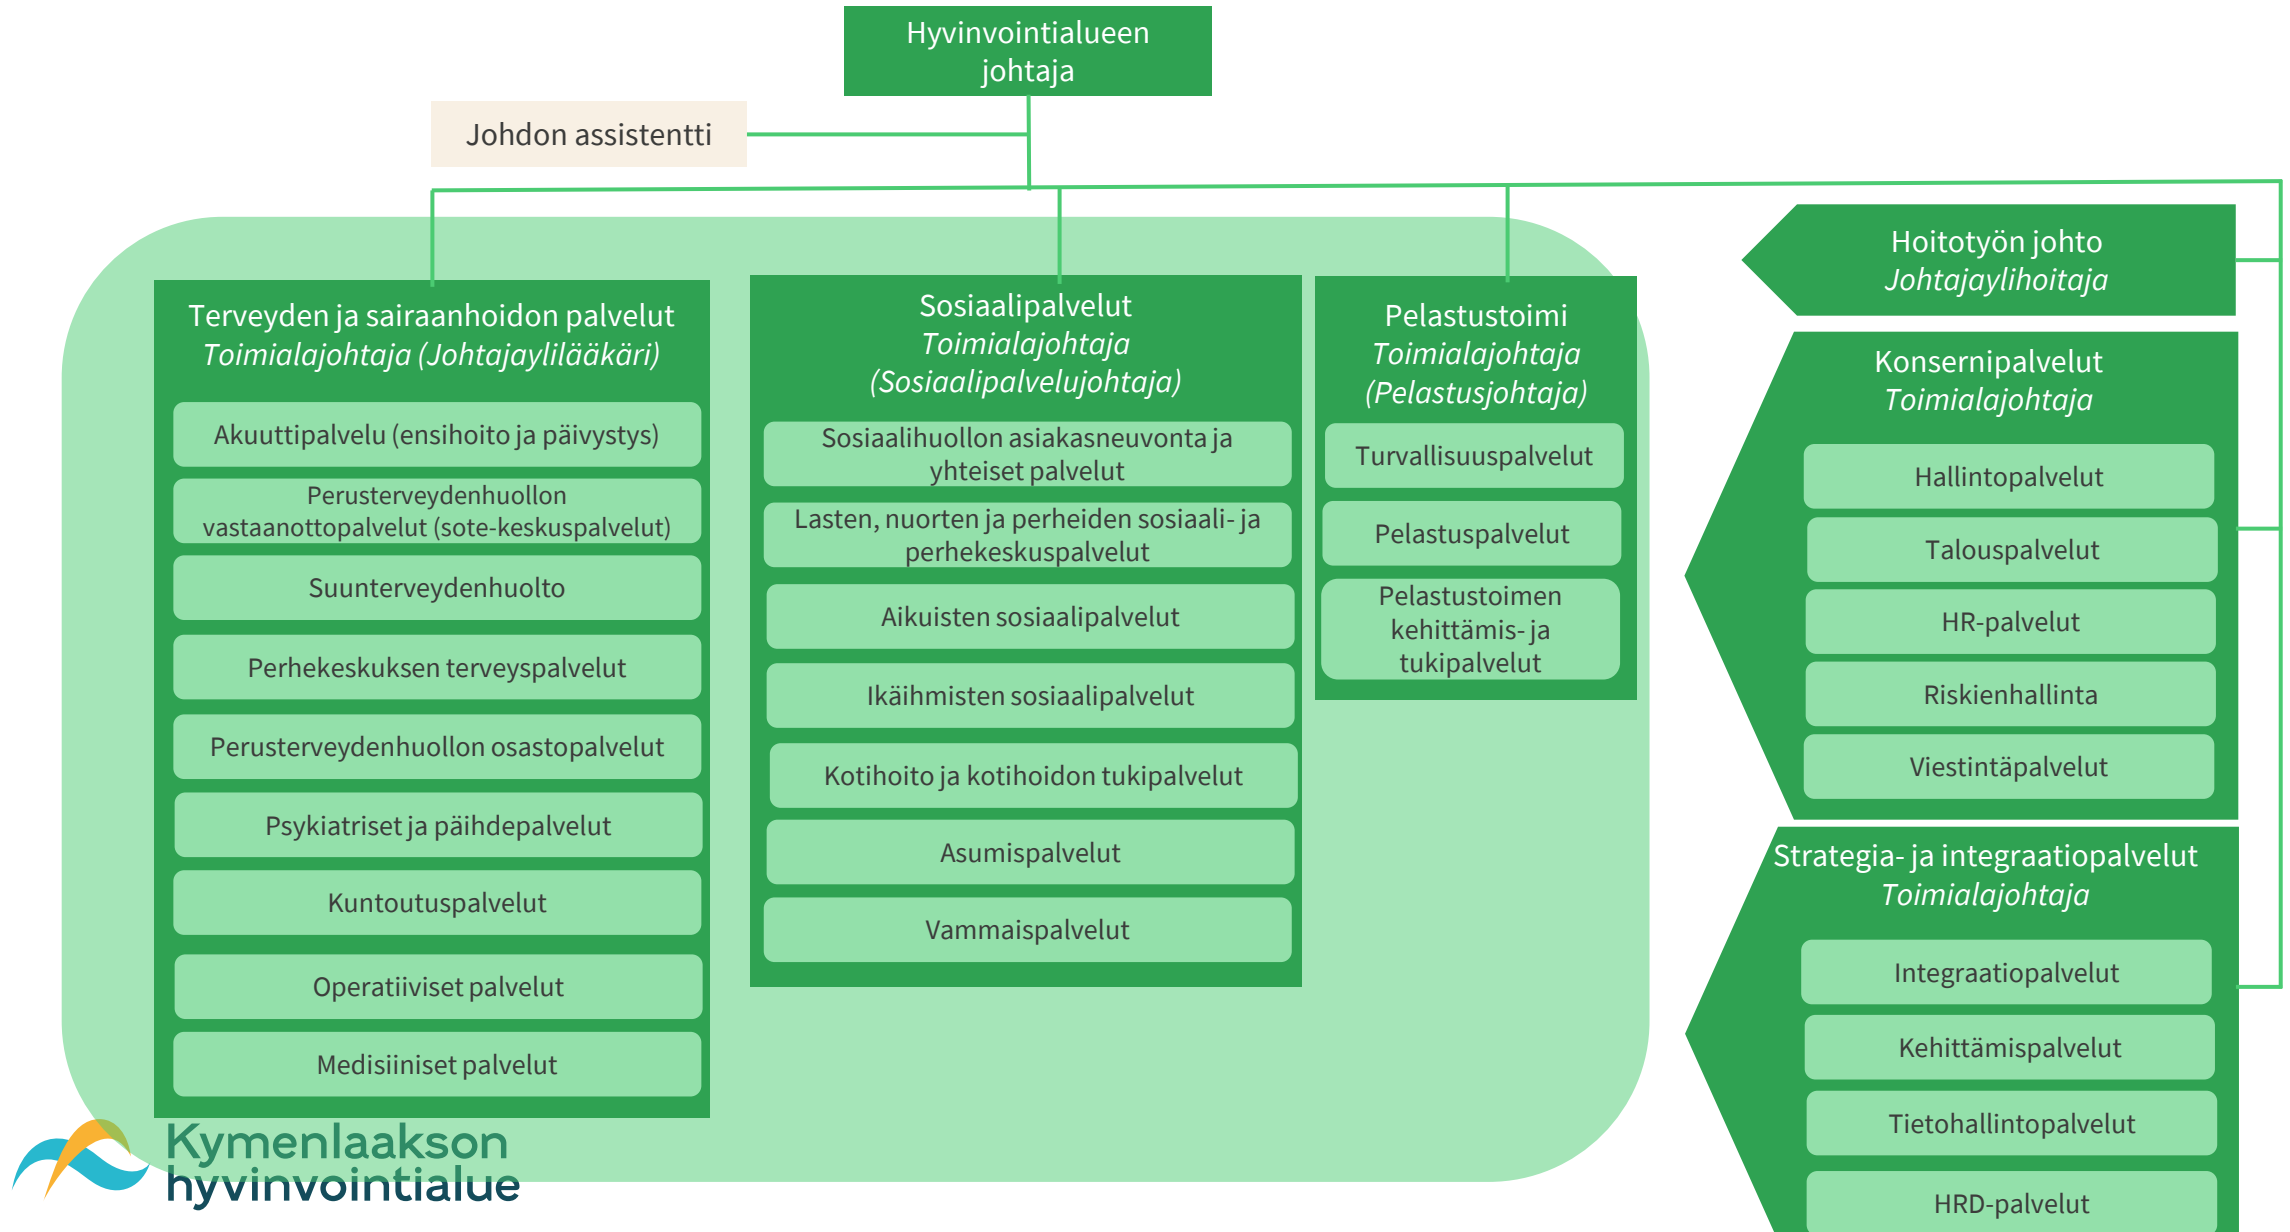 Hyvinvointialueen
johtaja
Johdon assistentti
Terveyden ja sairaanhoidon palvelut
Toimialajohtaja (Johtajaylilääkäri)
Akuuttipalvelu (ensihoito ja päivystys)
Perusterveydenhuollon
vastaanottopalvelut (sote-keskuspalvelut)
Suunterveydenhuolto
Perhekeskuksen terveyspalvelut
Perusterveydenhuollon osastopalvelut
Psykiatriset ja päihdepalvelut
Kuntoutuspalvelut
Operatiiviset palvelut
Medisiiniset palvelut
Sosiaalipalvelut
Toimialajohtaja
(Sosiaalipalvelujohtaja)
Sosiaalihuollon asiakasneuvonta ja
yhteiset palvelut
Lasten, nuorten ja perheiden sosiaali- ja
perhekeskuspalvelut
Aikuisten sosiaalipalvelut
Ikäihmisten sosiaalipalvelut
Kotihoito ja kotihoidon tukipalvelut
Asumispalvelut
Vammaispalvelut
Pelastustoimi
Toimialajohtaja
(Pelastusjohtaja)
Turvallisuuspalvelut
Pelastuspalvelut
Pelastustoimen
kehittämis- ja
tukipalvelut
Hoitotyön johto
Johtajaylihoitaja
Konsernipalvelut
Toimialajohtaja
Hallintopalvelut
Talouspalvelut
HR-palvelut
Riskienhallinta
Viestintäpalvelut
Strategia- ja integraatiopalvelut
Toimialajohtaja
Integraatiopalvelut
Kehittämispalvelut
Tietohallintopalvelut
HRD-palvelut
Kymenlaakson
hyvinvointialue